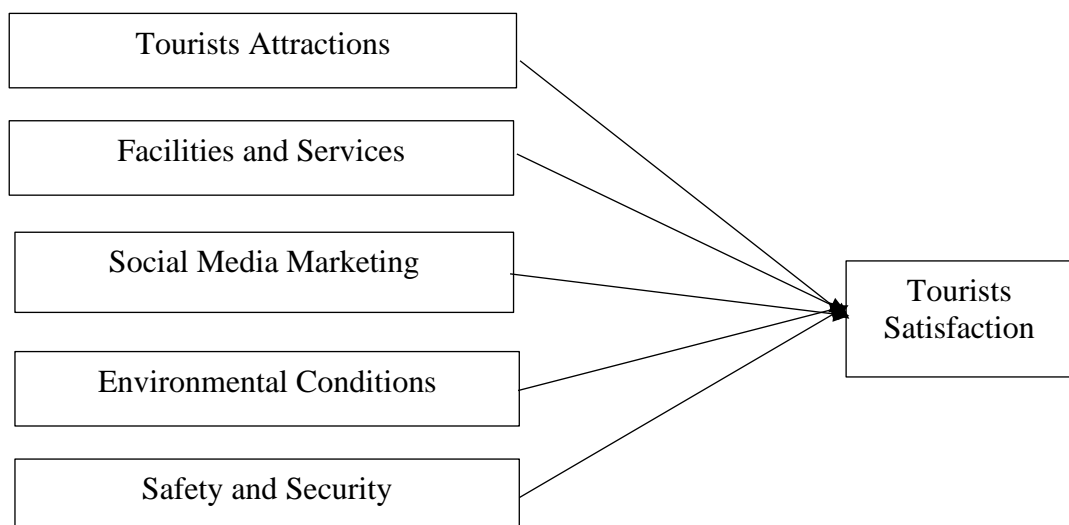 Tourists Attractions
Facilities and Services
Social Media Marketing
Environmental Conditions
Safety and Security
Tourists
Satisfaction